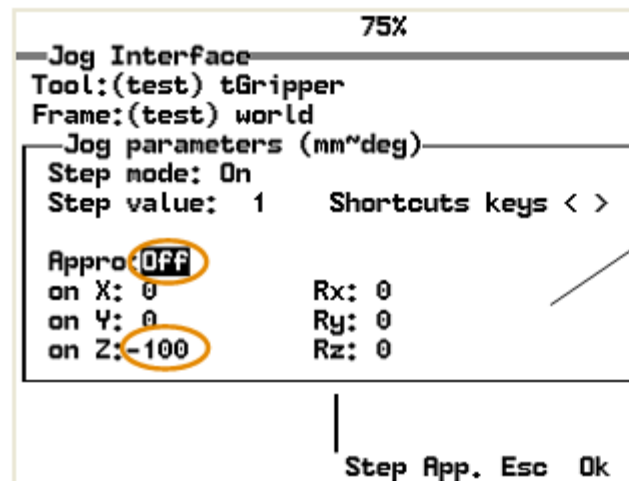 75%
Jog Interface
Tool:(test) tGripper
Frame:(test) world
Jog parameters (mm~deg)
Step mode: On
Step value: 1 Shortcuts keys < >
Appro:Off
on X: 0 Rx: 0
on Y: 0 Ry: 0
on Z:-100 Rz: 0
Step App. Esc Ok